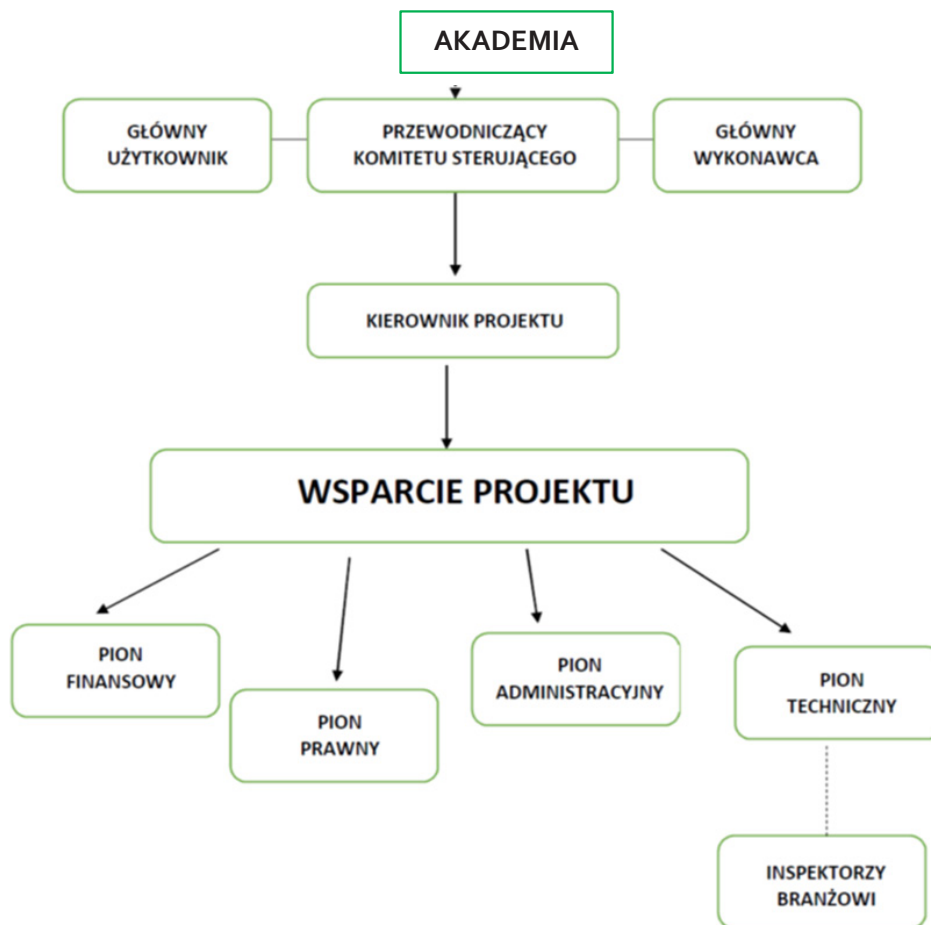 AKADEMIA
GŁÓWNY
UŻYTKOWNIK
PRZEWODNICZĄCY
KOMITETU STERUJĄCEGO
GŁÓWNY
WYKONAWCA
KIEROWNIK PROJEKTU
WSPARCIE PROJEKTU
PION
FINANSOWY
PION
PRAWNY
PION
ADMINISTRACYJNY
PION
TECHNICZNY
INSPEKTORZY
BRANŻOWI